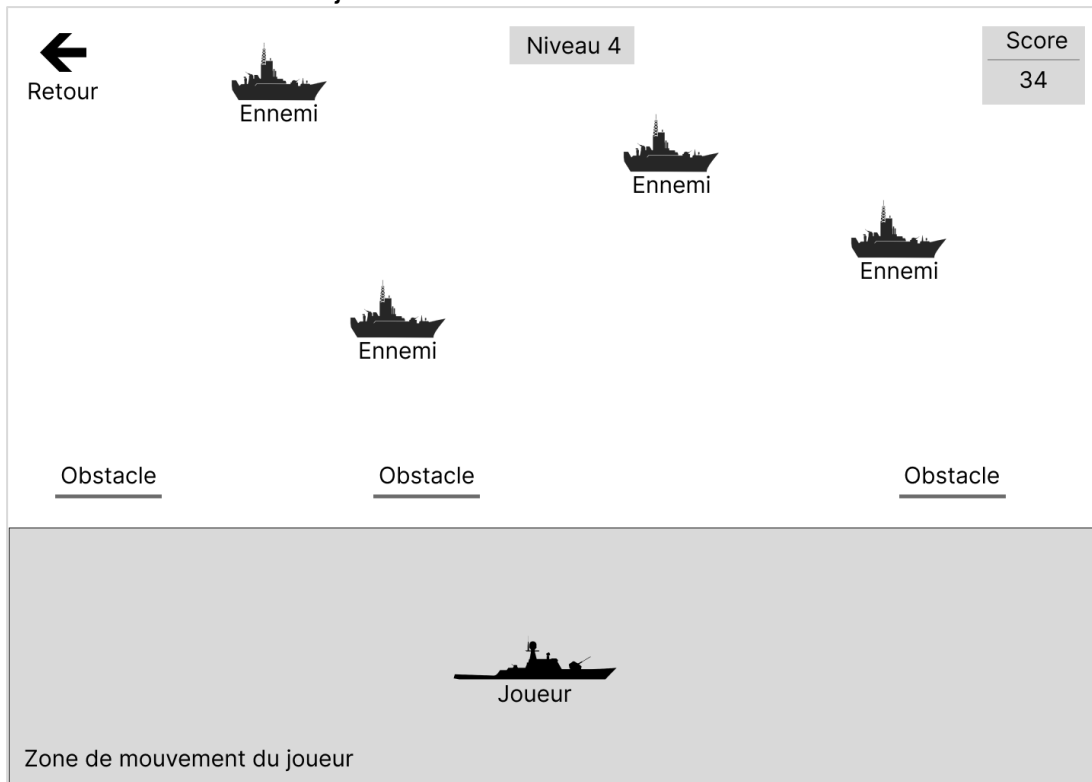 Niveau 4
Score
34
Retour
Ennemi
Ennemi
Ennemi
Ennemi
Obstacle
Obstacle
Obstacle
Joueur
Zone de mouvement du joueur